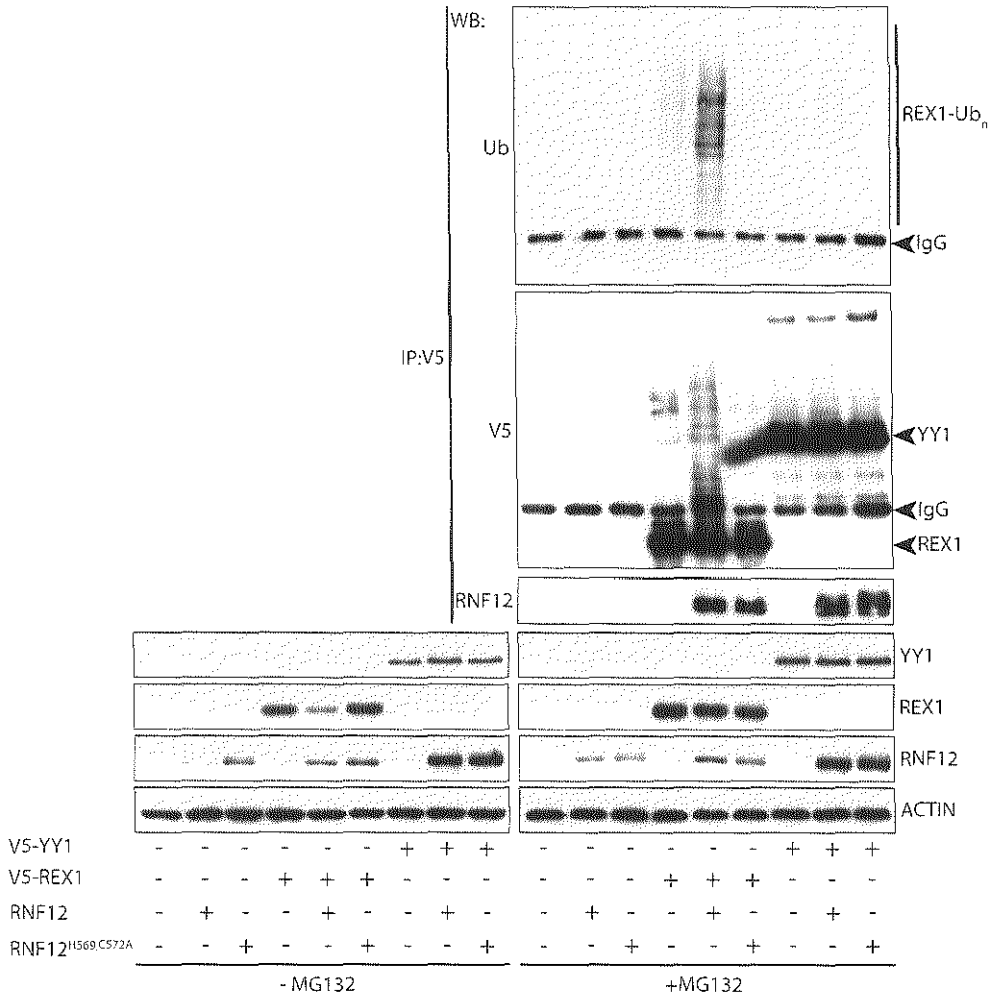 WB:
Ub
REX1-Ubn
IgG
IP:V5
V5
YY1
IgG
REX1
RNF12
YY1
REX1
RNF12
ACTIN
V5-YY1 - - - - - - + + + - - - - - - + + +
V5-REX1 - - - + + + - - - - - - + + + - - -
RNF12 - + - - + - - + - - + - - + - - + -
RNF12H569,C572A - - + - - + - - + - - + - - + - - +
- MG132
+MG132